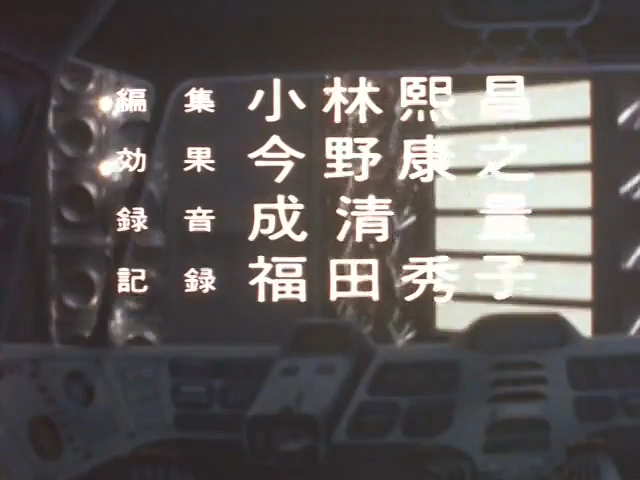 編集 小林熙昌
効果 今野康之
録音 成清量
記録 福田秀子